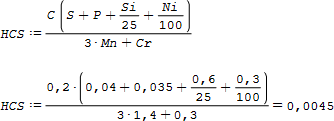 HCS := C ( S + P + Si/25 + Ni/100 ) / 3·Mn + Cr
HCS := 0,2·( 0,04 + 0,035 + 0,6/25 + 0,3/100 ) / 3·1,4 + 0,3 = 0,0045